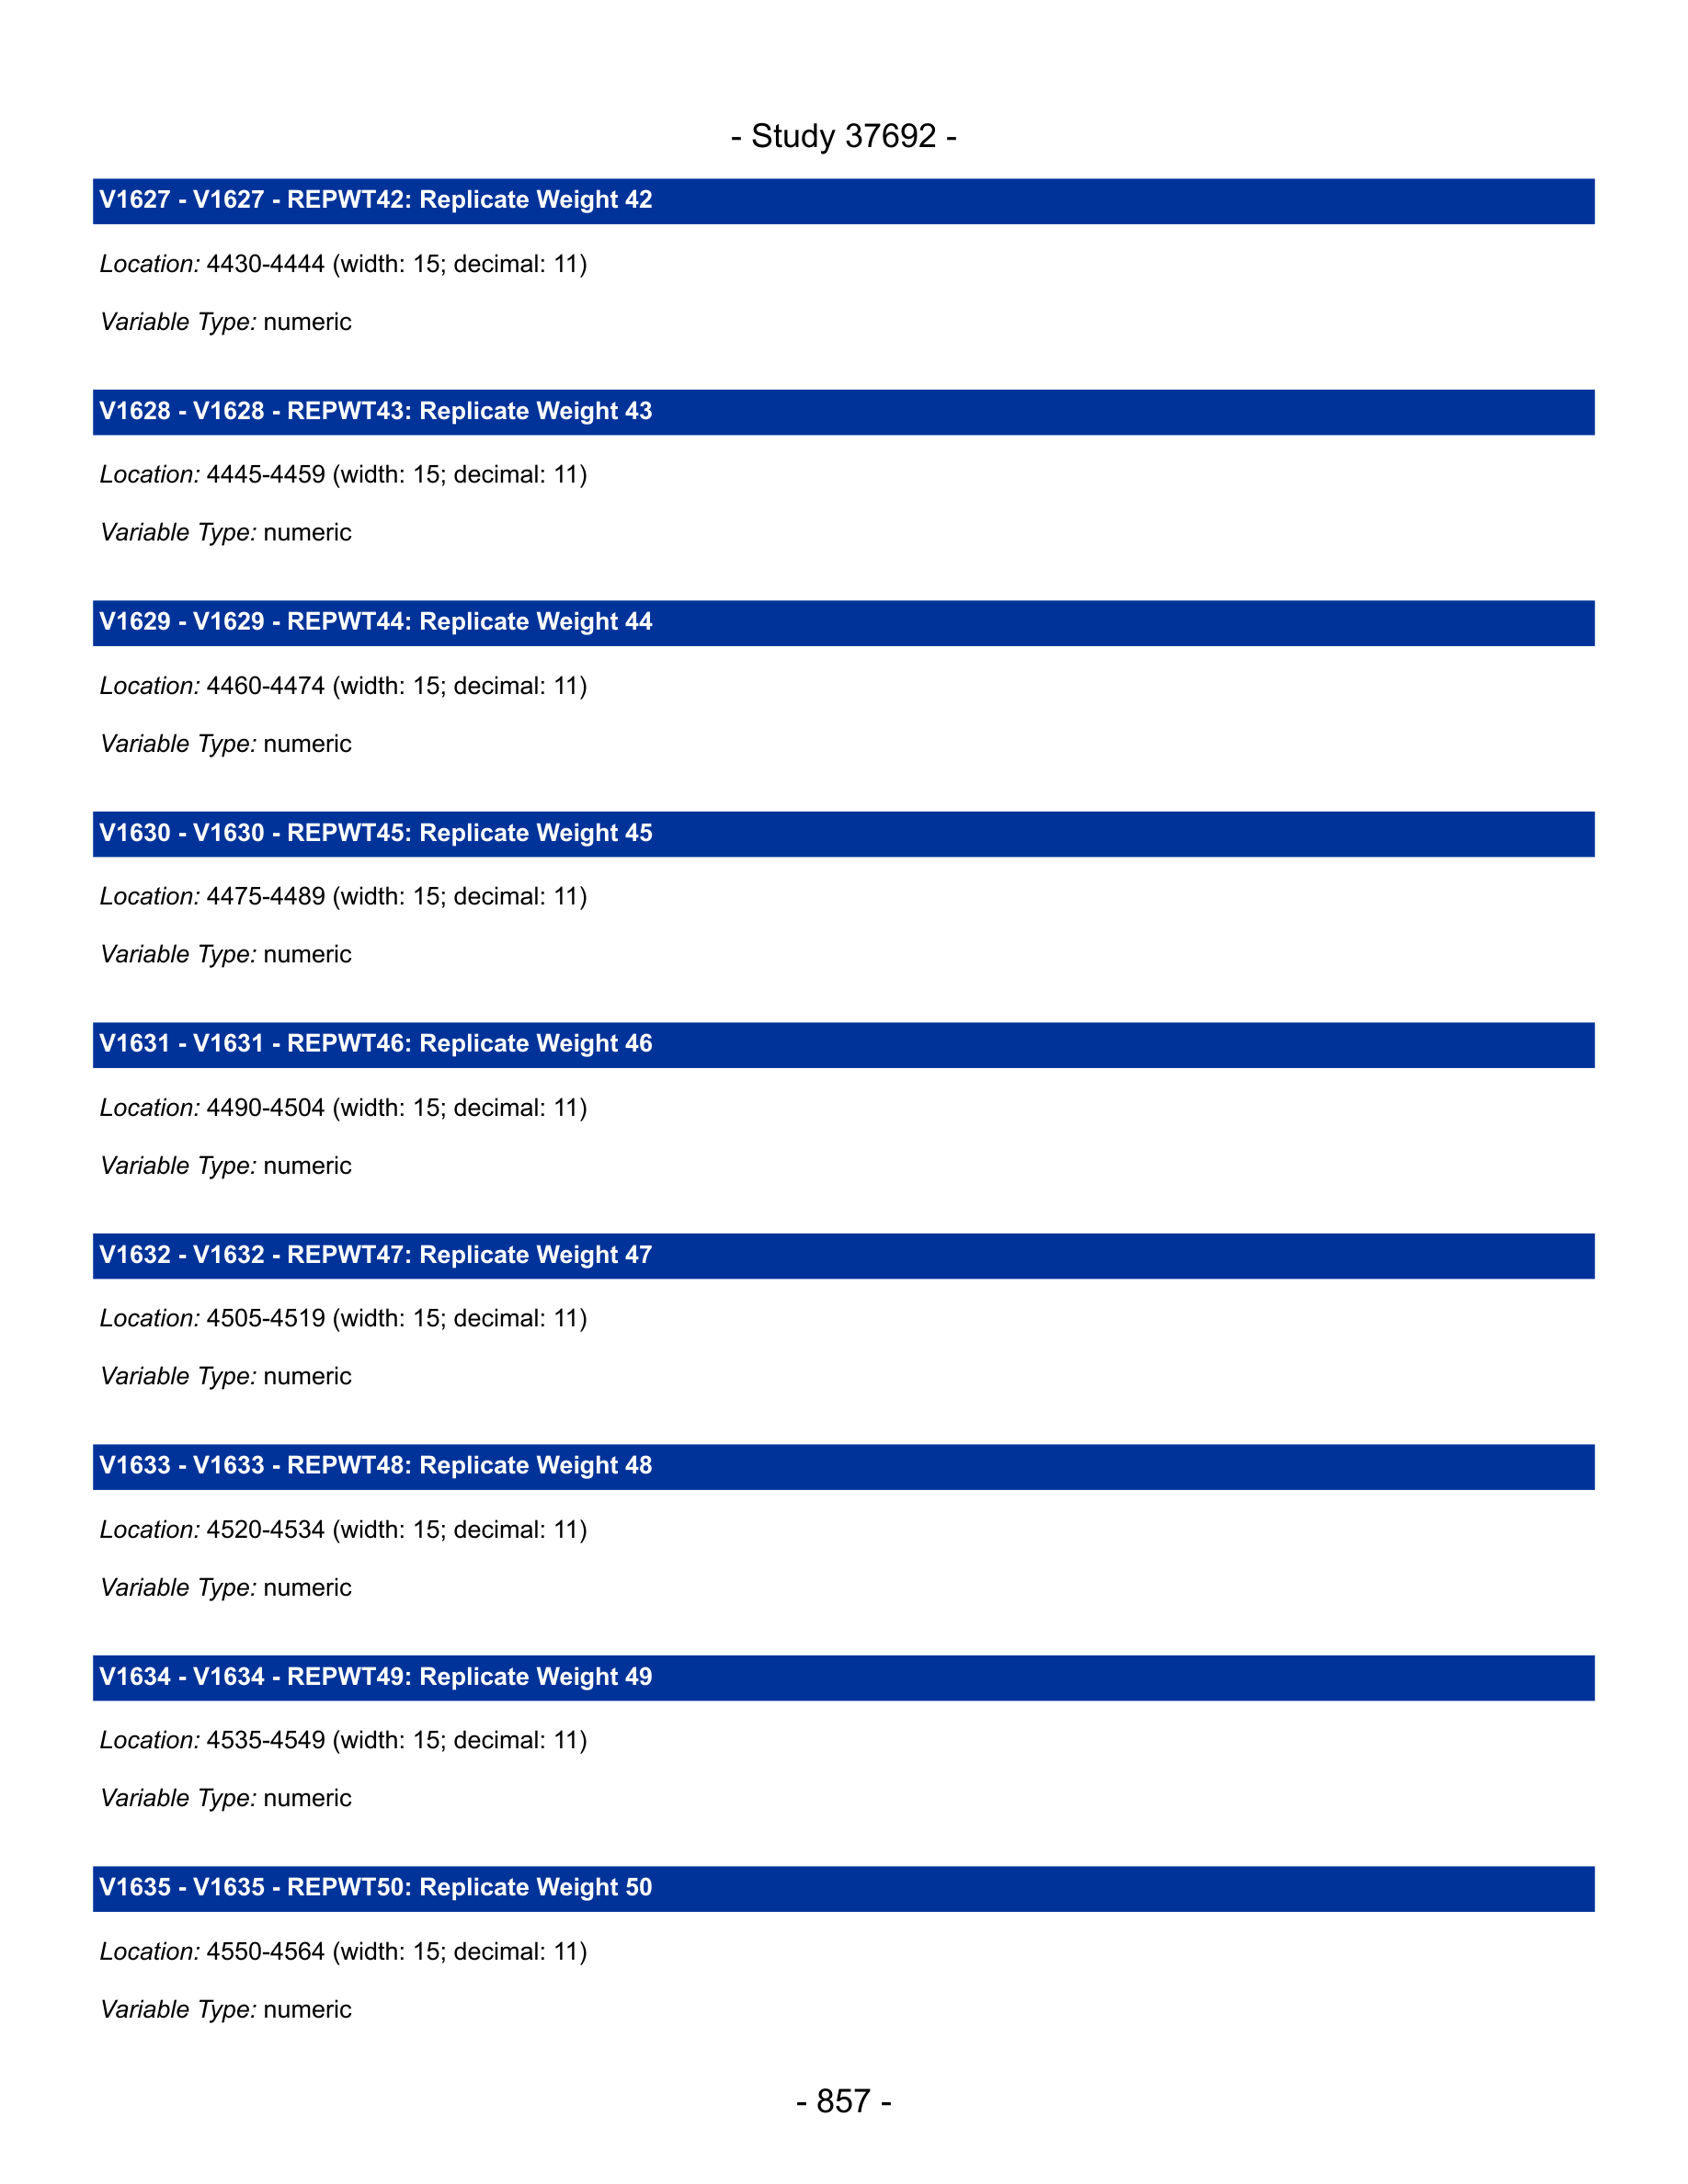 - Study 37692 -
V1627 - V1627 - REPWT42: Replicate Weight 42
Location: 4430-4444 (width: 15; decimal: 11)
Variable Type: numeric
V1628 - V1628 - REPWT43: Replicate Weight 43
Location: 4445-4459 (width: 15; decimal: 11)
Variable Type: numeric
V1629 - V1629 - REPWT44: Replicate Weight 44
Location: 4460-4474 (width: 15; decimal: 11)
Variable Type: numeric
V1630 - V1630 - REPWT45: Replicate Weight 45
Location: 4475-4489 (width: 15; decimal: 11)
Variable Type: numeric
V1631 - V1631 - REPWT46: Replicate Weight 46
Location: 4490-4504 (width: 15; decimal: 11)
Variable Type: numeric
V1632 - V1632 - REPWT47: Replicate Weight 47
Location: 4505-4519 (width: 15; decimal: 11)
Variable Type: numeric
V1633 - V1633 - REPWT48: Replicate Weight 48
Location: 4520-4534 (width: 15; decimal: 11)
Variable Type: numeric
V1634 - V1634 - REPWT49: Replicate Weight 49
Location: 4535-4549 (width: 15; decimal: 11)
Variable Type: numeric
V1635 - V1635 - REPWT50: Replicate Weight 50
Location: 4550-4564 (width: 15; decimal: 11)
Variable Type: numeric
- 857 -